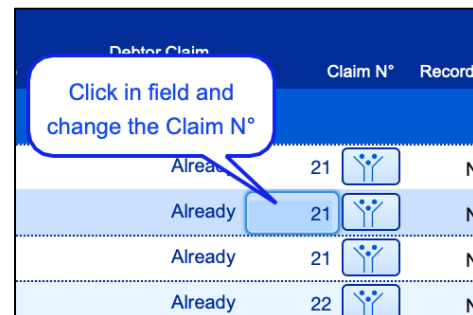 Debtor Claim
Claim N° Record
Click in field and
change the Claim N°
Already 21
Already 21
Already 21
Already 22